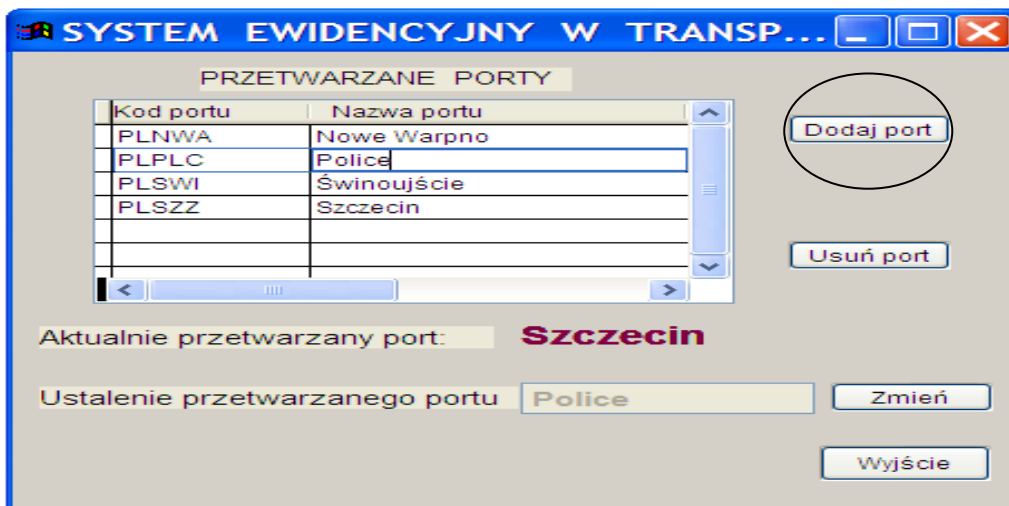 SYSTEM EWIDENCYJNY W TRANSP...
PRZETWARZANE PORTY
Kod portu Nazwa portu
PLNWA Nowe Warpno
PLPLC Police
PLSWI Świnoujście
PLSZZ Szczecin
Dodaj port
Usuń port
Aktualnie przetwarzany port: Szczecin
Ustalenie przetwarzanego portu Police Zmień
Wyjście